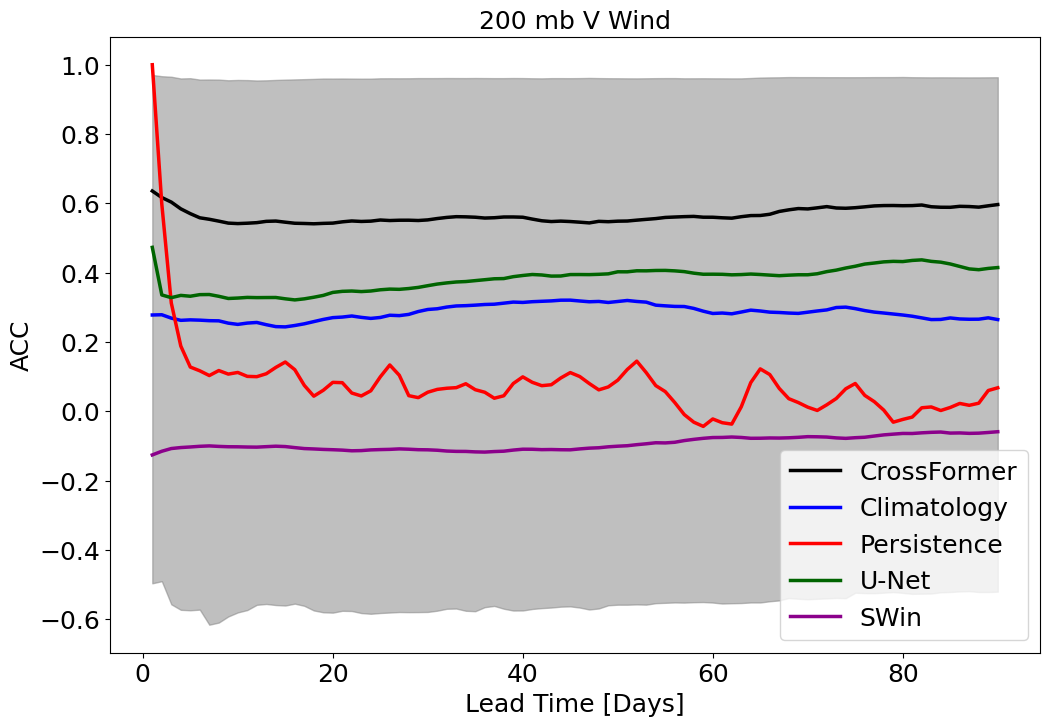 200 mb V Wind
ACC
1.0
0.8
0.6
0.4
0.2
0.0
−0.2
−0.4
−0.6
0 20 40 60 80
Lead Time [Days]
CrossFormer
Climatology
Persistence
U-Net
SWin